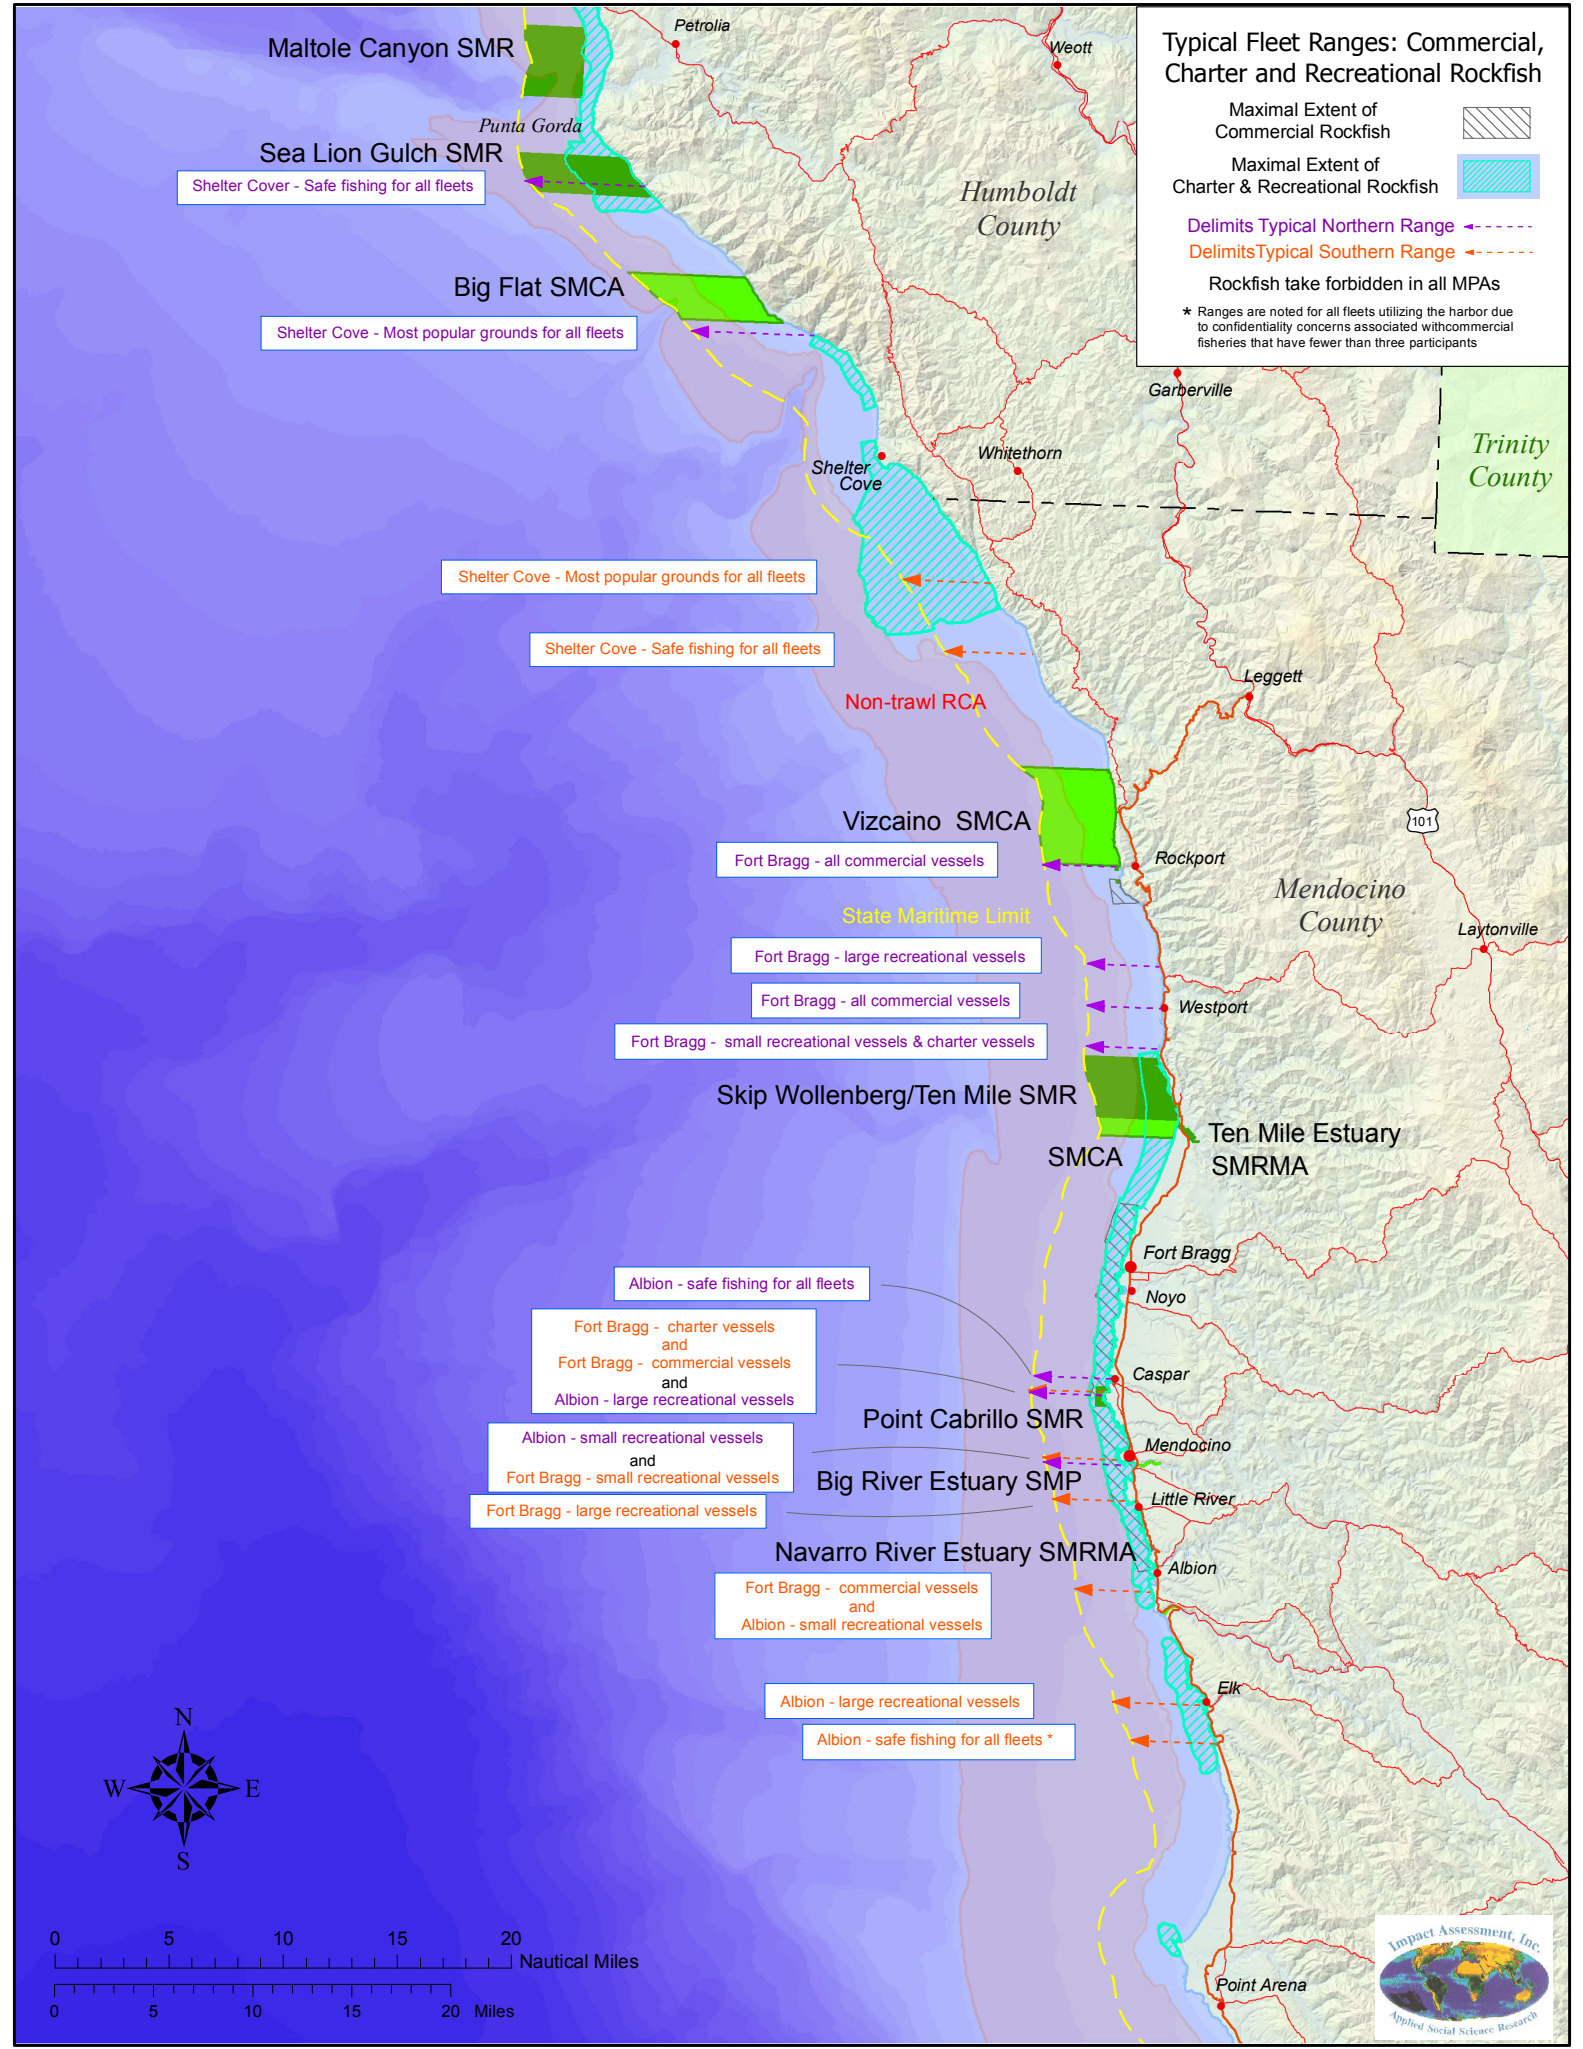 Typical Fleet Ranges: Commercial,
Charter and Recreational Rockfish
Maximal Extent of
Commercial Rockfish
Maximal Extent of
Charter & Recreational Rockfish
Delimits Typical Northern Range
DelimitsTypical Southern Range
Rockfish take forbidden in all MPAs
* Ranges are noted for all fleets utilizing the harbor due
to confidentiality concerns associated withcommercial
fisheries that have fewer than three participants
Petrolia
Weott
Maltole Canyon SMR
Punta Gorda
Sea Lion Gulch SMR
Shelter Cover - Safe fishing for all fleets
Humboldt
County
Big Flat SMCA
Shelter Cove - Most popular grounds for all fleets
Garberville
Trinity
County
Whitethorn
Shelter
Cove
Shelter Cove - Most popular grounds for all fleets
Shelter Cove - Safe fishing for all fleets
Leggett
Non-trawl RCA
Vizcaino SMCA
101
Fort Bragg - all commercial vessels
Rockport
Mendocino
County
State Maritime Limit
Laytonville
Fort Bragg - large recreational vessels
Fort Bragg - all commercial vessels
Westport
Fort Bragg - small recreational vessels & charter vessels
Skip Wollenberg/Ten Mile SMR
Ten Mile Estuary
SMRMA
SMCA
Fort Bragg
Albion - safe fishing for all fleets
Noyo
Fort Bragg - charter vessels
and
Fort Bragg - commercial vessels
and
Albion - large recreational vessels
Caspar
Point Cabrillo SMR
Albion - small recreational vessels
and
Fort Bragg - small recreational vessels
Mendocino
Big River Estuary SMP
Fort Bragg - large recreational vessels
Little River
Navarro River Estuary SMRMA
Albion
Fort Bragg - commercial vessels
and
Albion - small recreational vessels
Elk
Albion - large recreational vessels
Albion - safe fishing for all fleets *
N
W
E
S
0 5 10 15 20
Nautical Miles
0 5 10 15 20 Miles
Point Arena
Impact Assessment, Inc.
Applied Social Science Research